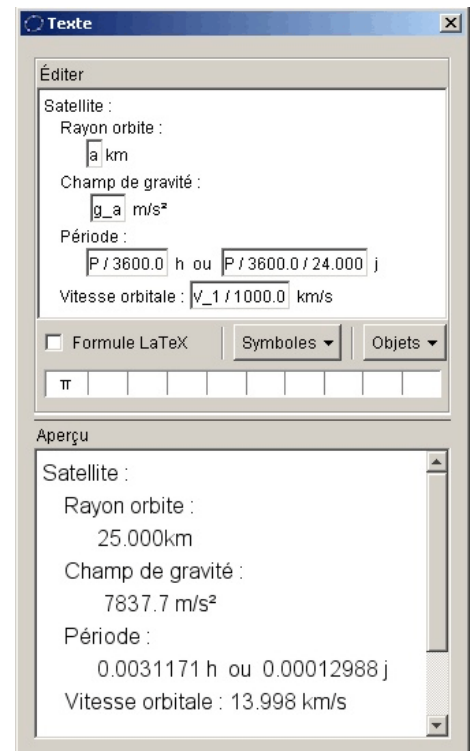 Texte
Éditer
Satellite :
Rayon orbite :
a km
Champ de gravité :
g_a m/s²
Période :
P / 3600.0 h ou P / 3600.0 / 24.000 j
Vitesse orbitale : V_1 / 1000.0 km/s
Formule LaTeX Symboles Objets
π
Aperçu
Satellite :
Rayon orbite :
25.000km
Champ de gravité :
7837.7 m/s²
Période :
0.0031171 h ou 0.00012988 j
Vitesse orbitale : 13.998 km/s